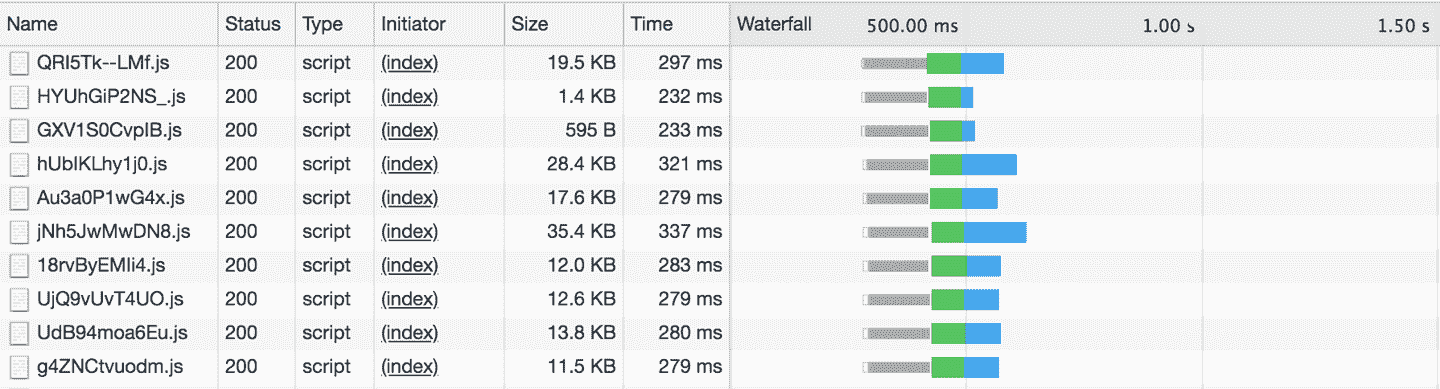 Name Status Type Initiator Size Time Waterfall 500.00 ms 1.00 s 1.50 s
QRI5Tk--LMf.js 200 script (index) 19.5 KB 297 ms
HYUhGiP2NS_.js 200 script (index) 1.4 KB 232 ms
GXV1S0CvpIB.js 200 script (index) 595 B 233 ms
hUbIKLhy1j0.js 200 script (index) 28.4 KB 321 ms
Au3a0P1wG4x.js 200 script (index) 17.6 KB 279 ms
jNh5JwMwDN8.js 200 script (index) 35.4 KB 337 ms
18rvByEMIi4.js 200 script (index) 12.0 KB 283 ms
UjQ9vUvT4UO.js 200 script (index) 12.6 KB 279 ms
UdB94moa6Eu.js 200 script (index) 13.8 KB 280 ms
g4ZNCtvuodm.js 200 script (index) 11.5 KB 279 ms